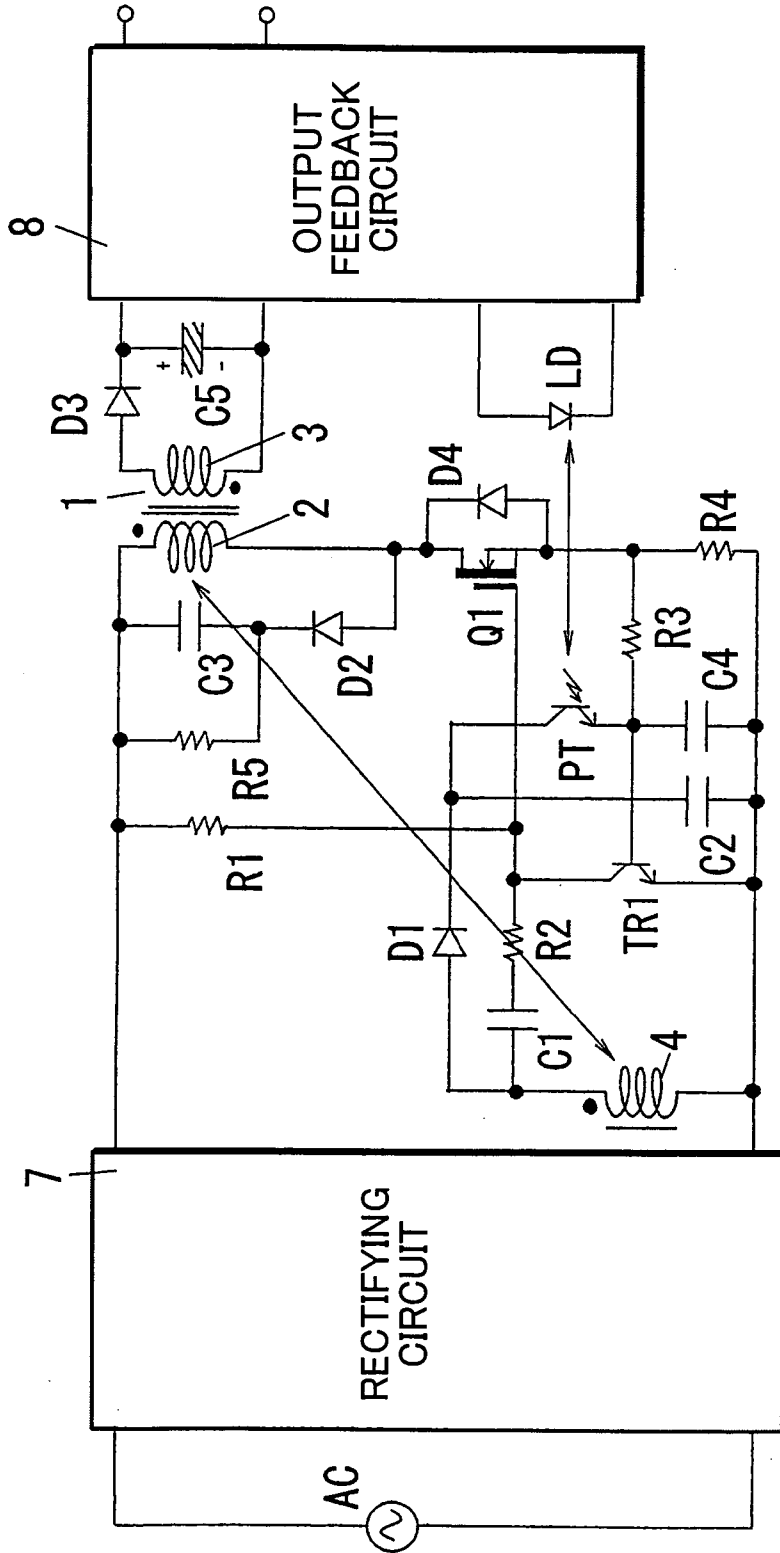 AC
7
RECTIFYING
CIRCUIT
R1
R5
C3
D2
1
2
3
D3
C5
+
-
8
OUTPUT
FEEDBACK
CIRCUIT
D1
C1
R2
4
TR1
C2
PT
C4
R3
R4
Q1
D4
LD